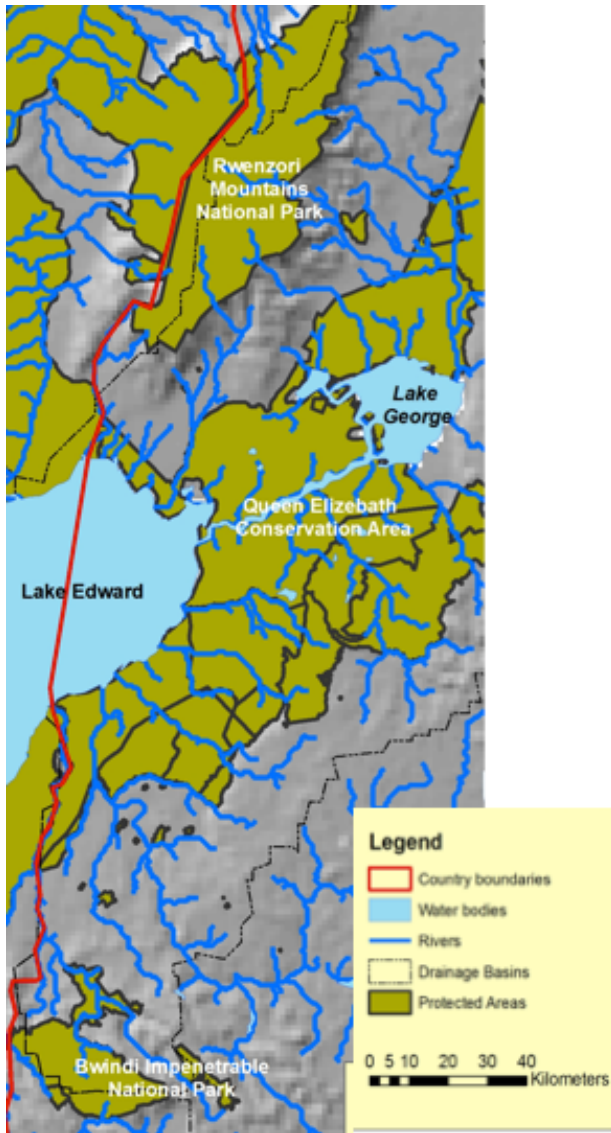 Rwenzori
Mountains
National Park
Lake
George
Queen Elizebath
Conservation Area
Lake Edward
Bwindi Impenetrable
National Park
Legend
Country boundaries
Water bodies
Rivers
Drainage Basins
Protected Areas
0 5 10 20 30 40
Kilometers